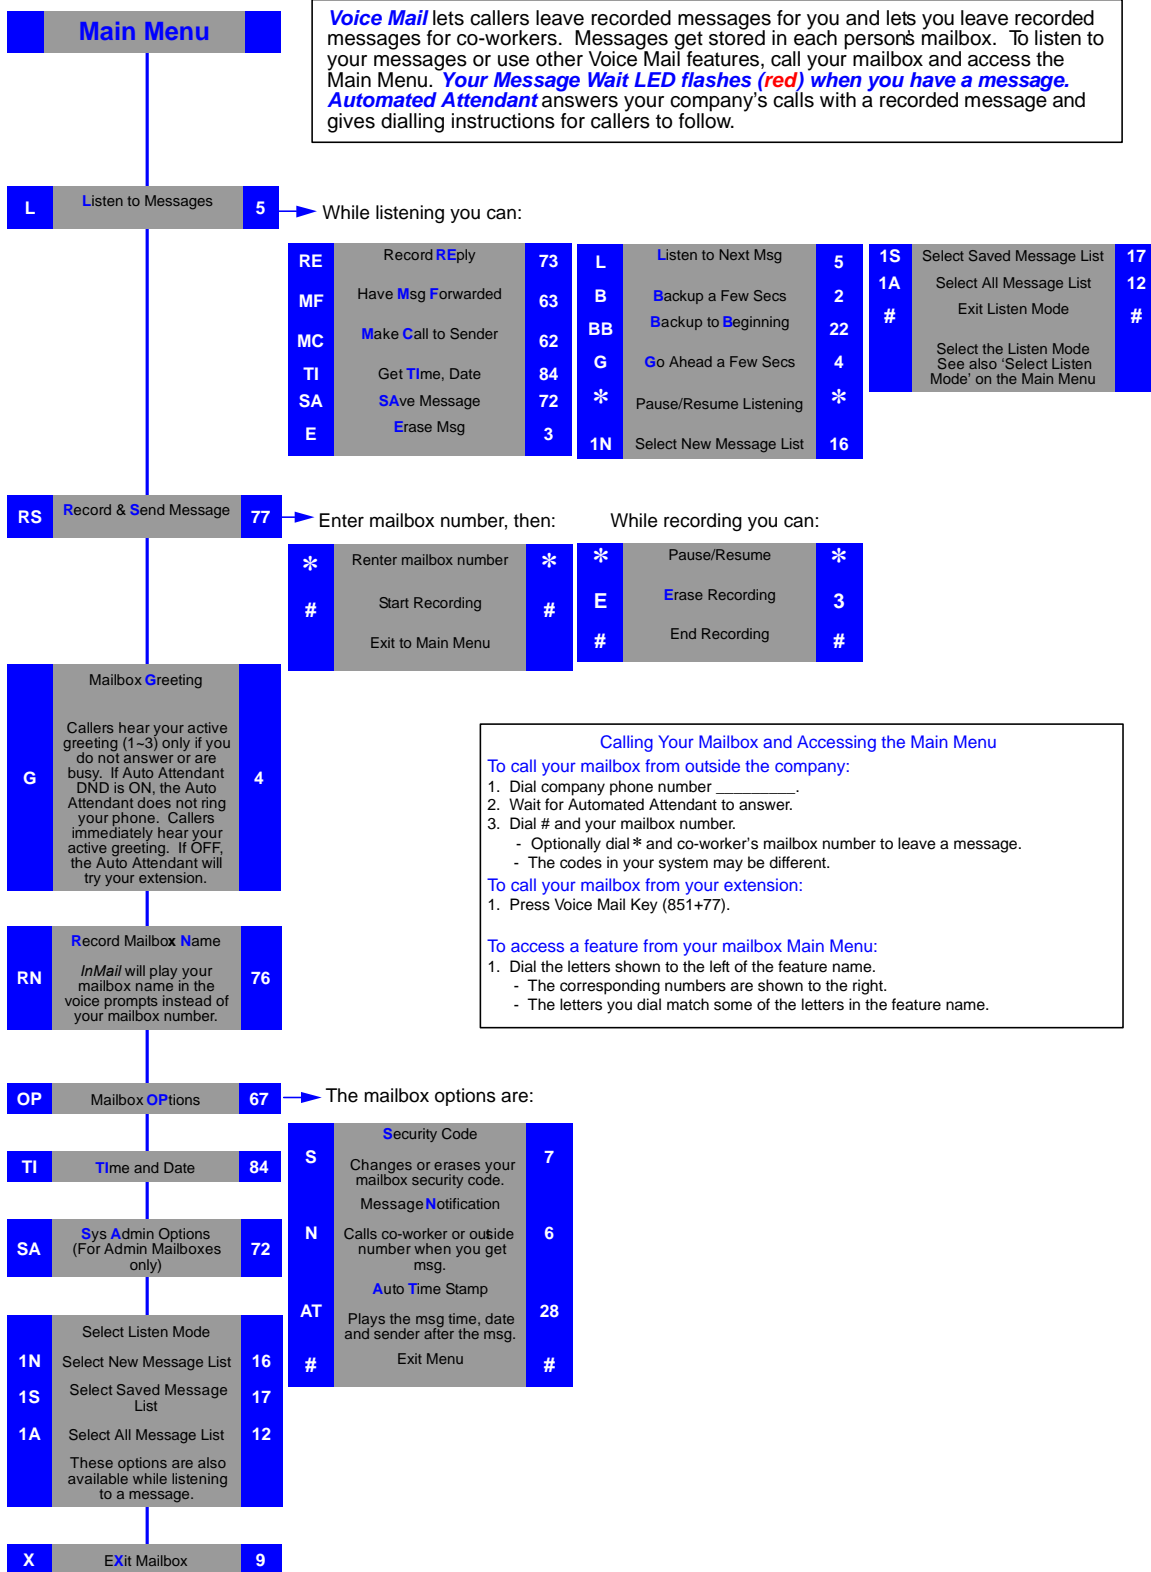 Main Menu
Voice Mail lets callers leave recorded messages for you and lets you leave recorded
messages for co-workers. Messages get stored in each person's mailbox. To listen to
your messages or use other Voice Mail features, call your mailbox and access the
Main Menu. Your Message Wait LED flashes (red) when you have a message.
Automated Attendant answers your company's calls with a recorded message and
gives dialling instructions for callers to follow.
L Listen to Messages 5
While listening you can:
RE Record REply 73
MF Have Msg Forwarded 63
MC Make Call to Sender 62
TI Get TIme, Date 84
SA SAve Message 72
E Erase Msg 3
L Listen to Next Msg 5
B Backup a Few Secs 2
BB Backup to Beginning 22
G Go Ahead a Few Secs 4
* Pause/Resume Listening *
1N Select New Message List 16
1S Select Saved Message List 17
1A Select All Message List 12
# Exit Listen Mode #
Select the Listen Mode
See also 'Select Listen
Mode' on the Main Menu
RS Record & Send Message 77
Enter mailbox number, then:
* Renter mailbox number *
# Start Recording #
Exit to Main Menu
While recording you can:
* Pause/Resume *
E Erase Recording 3
# End Recording #
Mailbox Greeting
Callers hear your active
greeting (1~3) only if you
do not answer or are
busy. If Auto Attendant
G DND is ON, the Auto 4
Attendant does not ring
your phone. Callers
immediately hear your
active greeting. If OFF,
the Auto Attendant will
try your extension.
Calling Your Mailbox and Accessing the Main Menu
To call your mailbox from outside the company:
1. Dial company phone number _________.
2. Wait for Automated Attendant to answer.
3. Dial # and your mailbox number.
- Optionally dial * and co-worker's mailbox number to leave a message.
- The codes in your system may be different.
To call your mailbox from your extension:
1. Press Voice Mail Key (851+77).
To access a feature from your mailbox Main Menu:
1. Dial the letters shown to the left of the feature name.
- The corresponding numbers are shown to the right.
- The letters you dial match some of the letters in the feature name.
Record Mailbox Name
RN InMail will play your 76
mailbox name in the
voice prompts instead of
your mailbox number.
OP Mailbox OPtions 67
The mailbox options are:
Security Code
S 7
Changes or erases your
mailbox security code.
Message Notification
N Calls co-worker or outside 6
number when you get
msg.
Auto Time Stamp
AT 28
Plays the msg time, date
and sender after the msg.
# Exit Menu #
TI TIme and Date 84
Sys Admin Options
SA (For Admin Mailboxes 72
only)
Select Listen Mode
1N Select New Message List 16
1S Select Saved Message 17
List
1A Select All Message List 12
These options are also
available while listening
to a message.
X EXit Mailbox 9